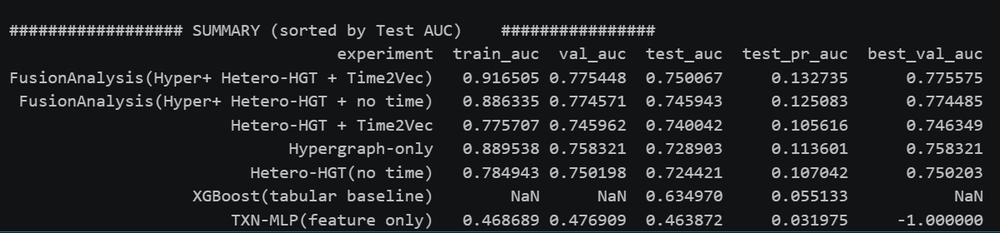 ################## SUMMARY (sorted by Test AUC) ################
experiment train_auc val_auc test_auc test_pr_auc best_val_auc
FusionAnalysis(Hyper+ Hetero-HGT + Time2Vec) 0.916505 0.775448 0.750067 0.132735 0.775575
FusionAnalysis(Hyper+ Hetero-HGT + no time) 0.886335 0.774571 0.745943 0.125083 0.774485
Hetero-HGT + Time2Vec 0.775707 0.745962 0.740042 0.105616 0.746349
Hypergraph-only 0.889538 0.758321 0.728903 0.113601 0.758321
Hetero-HGT(no time) 0.784943 0.750198 0.724421 0.107042 0.750203
XGBoost(tabular baseline) NaN NaN 0.634970 0.055133 NaN
TXN-MLP(feature only) 0.468689 0.476909 0.463872 0.031975 -1.000000